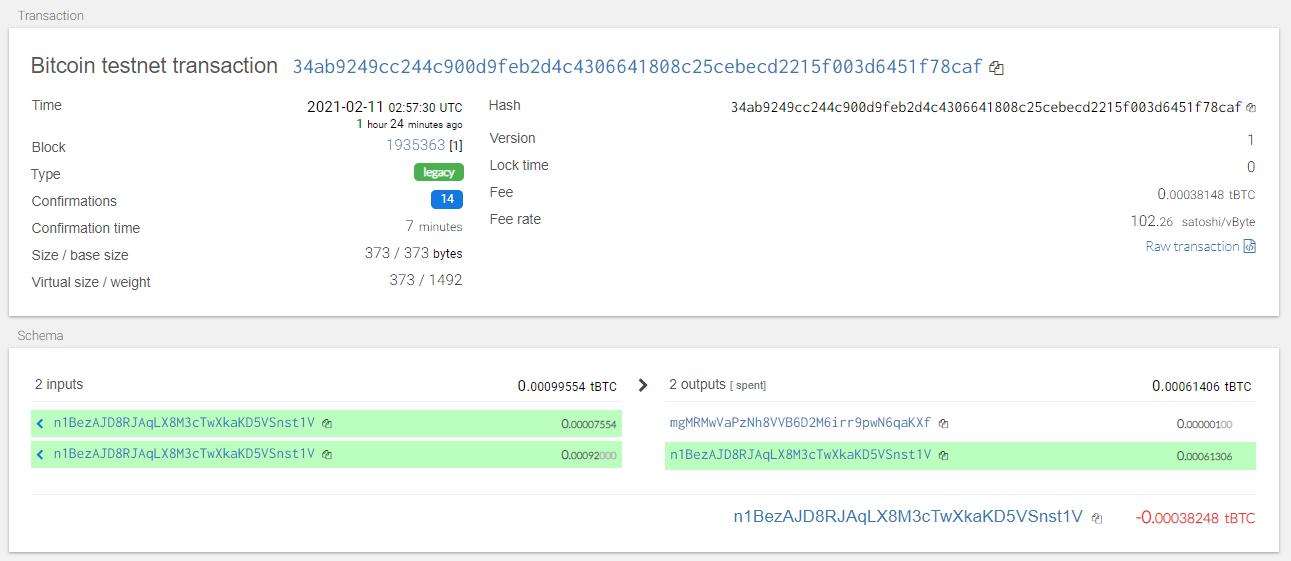 Transaction
Bitcoin testnet transaction 34ab9249cc244c900d9feb2d4c4306641808c25cebecd2215f003d6451f78caf
Time 2021-02-11 02:57:30 UTC
1 hour 24 minutes ago
Block 1935363 [1]
Type legacy
Confirmations 14
Confirmation time 7 minutes
Size / base size 373 / 373 bytes
Virtual size / weight 373 / 1492
Hash 34ab9249cc244c900d9feb2d4c4306641808c25cebecd2215f003d6451f78caf
Version 1
Lock time 0
Fee 0.00038148 tBTC
Fee rate 102.26 satoshi/vByte
Raw transaction
Schema
2 inputs 0.00099554 tBTC
n1BezAJD8RJAqLX8M3cTwXkaKD5VSnst1V 0.00007554
n1BezAJD8RJAqLX8M3cTwXkaKD5VSnst1V 0.00092000
2 outputs [ spent] 0.00061406 tBTC
mgMRMwVaPzNh8VVB6D2M6irr9pwN6qaKXf 0.00000100
n1BezAJD8RJAqLX8M3cTwXkaKD5VSnst1V 0.00061306
n1BezAJD8RJAqLX8M3cTwXkaKD5VSnst1V -0.00038248 tBTC